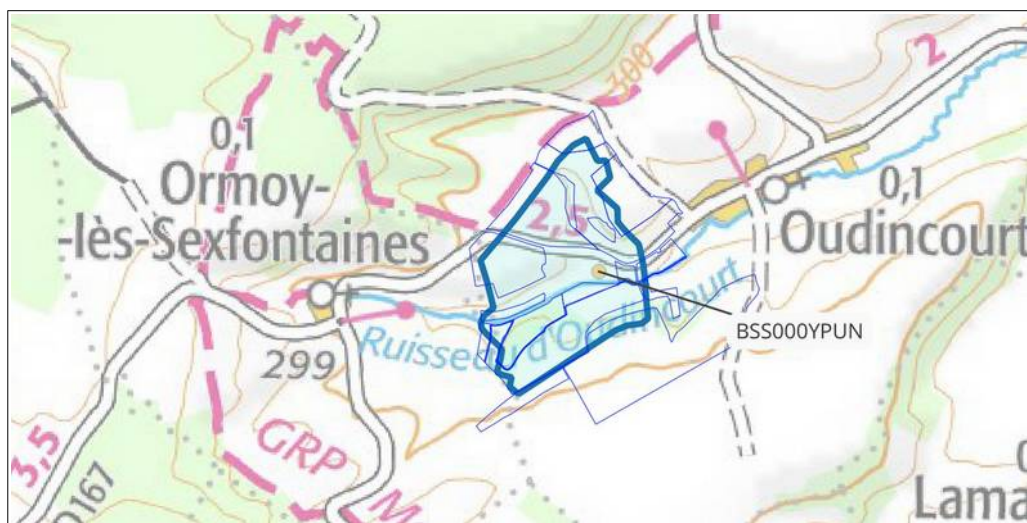 300
2
0,1
Ormoy-
-lès-Sexfontaines
2,5
0,1
Oudincourt
Ruisseau d'Oudincourt
BSS000YPUN
299
GRP
3,5
D167
M
Lama